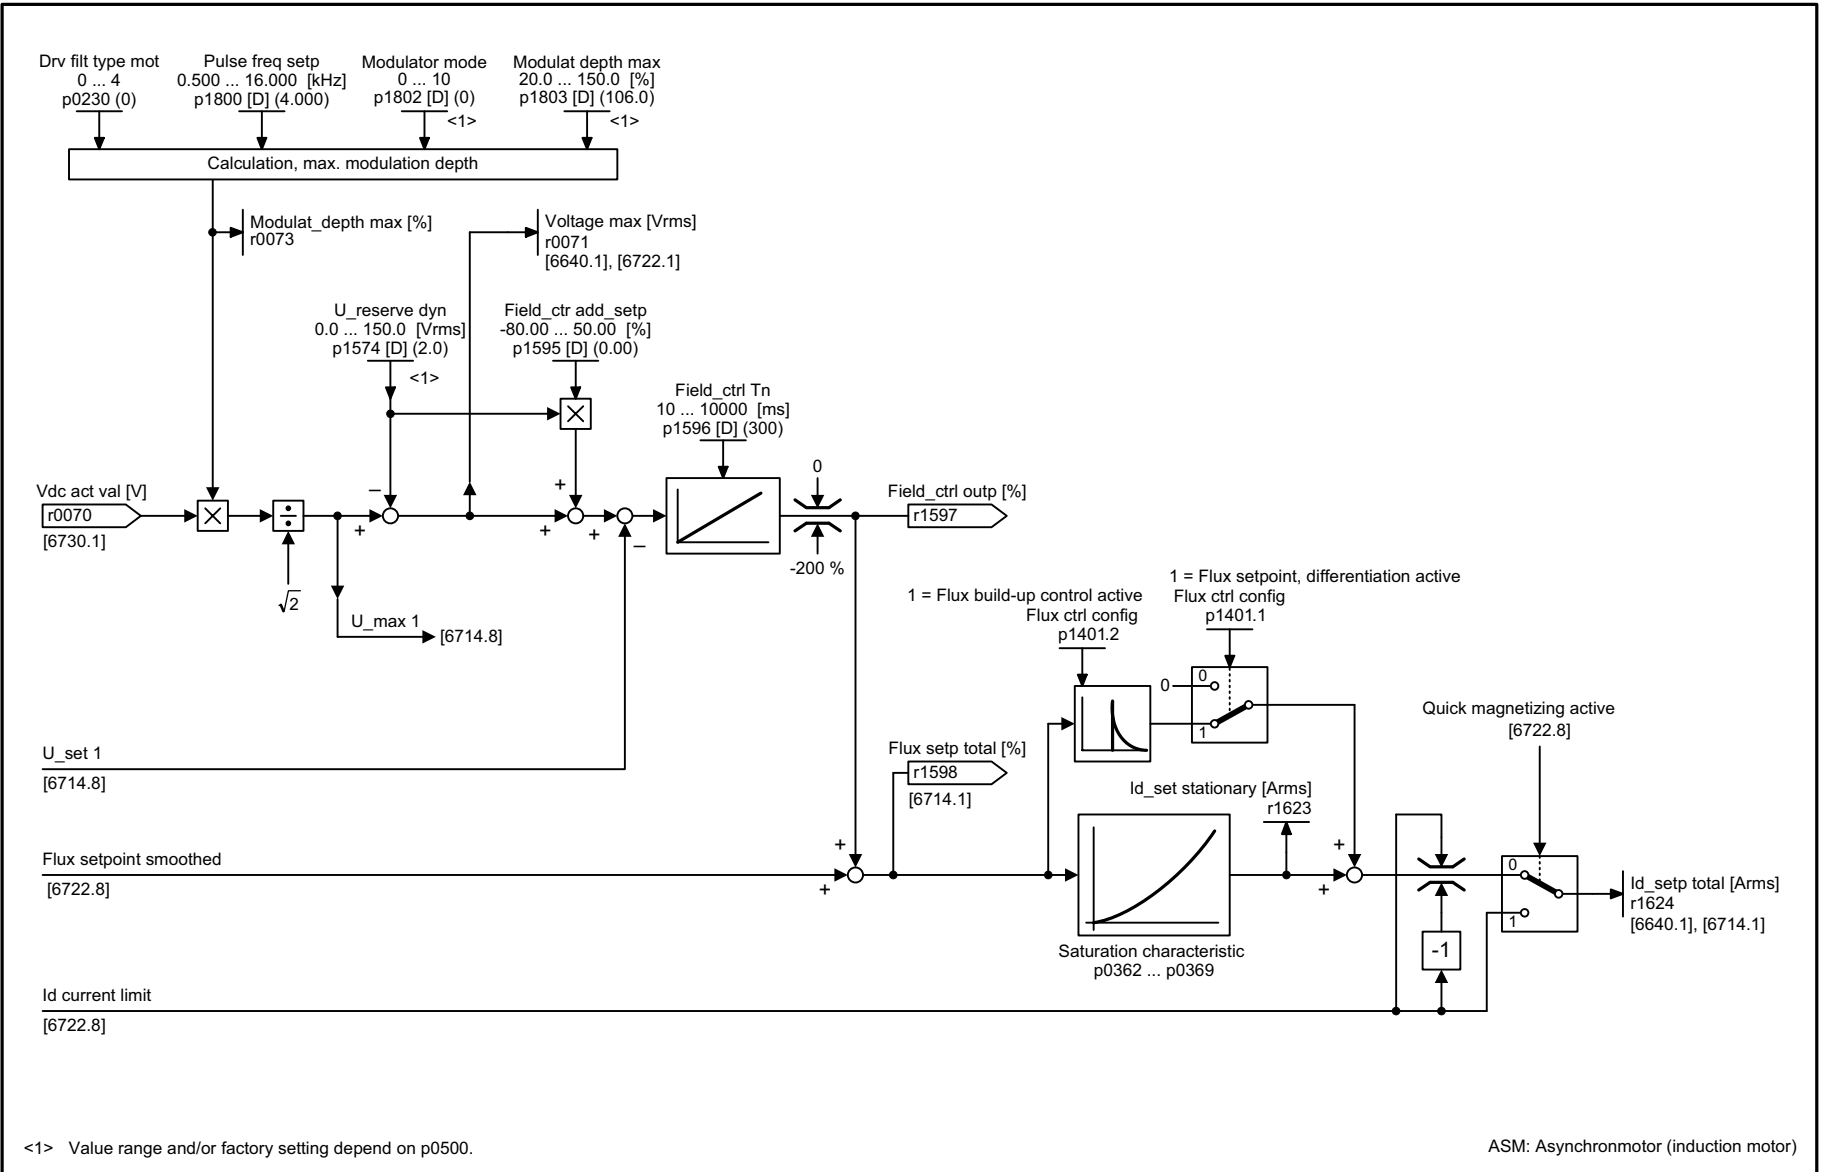 Drv filt type mot
0 ... 4
p0230 (0)
Pulse freq setp
0.500 ... 16.000 [kHz]
p1800 [D] (4.000)
Modulator mode
0 ... 10
p1802 [D] (0)
<1>
Modulat depth max
20.0 ... 150.0 [%]
p1803 [D] (106.0)
<1>
Calculation, max. modulation depth
Modulat_depth max [%]
r0073
Voltage max [Vrms]
r0071
[6640.1], [6722.1]
U_reserve dyn
0.0 ... 150.0 [Vrms]
p1574 [D] (2.0)
<1>
Field_ctr add_setp
-80.00 ... 50.00 [%]
p1595 [D] (0.00)
×
Field_ctrl Tn
10 ... 10000 [ms]
p1596 [D] (300)
Vdc act val [V]
r0070
[6730.1]
×
÷
√2
–
+
+
+
+
–
0
-200 %
Field_ctrl outp [%]
r1597
U_max 1
[6714.8]
1 = Flux build-up control active
Flux ctrl config
p1401.2
1 = Flux setpoint, differentiation active
Flux ctrl config
p1401.1
0
0
1
Quick magnetizing active
[6722.8]
U_set 1
[6714.8]
Flux setp total [%]
r1598
[6714.1]
Id_set stationary [Arms]
r1623
Flux setpoint smoothed
[6722.8]
+
+
+
+
Saturation characteristic
p0362 ... p0369
0
1
-1
Id_setp total [Arms]
r1624
[6640.1], [6714.1]
Id current limit
[6722.8]
<1> Value range and/or factory setting depend on p0500.
ASM: Asynchronmotor (induction motor)